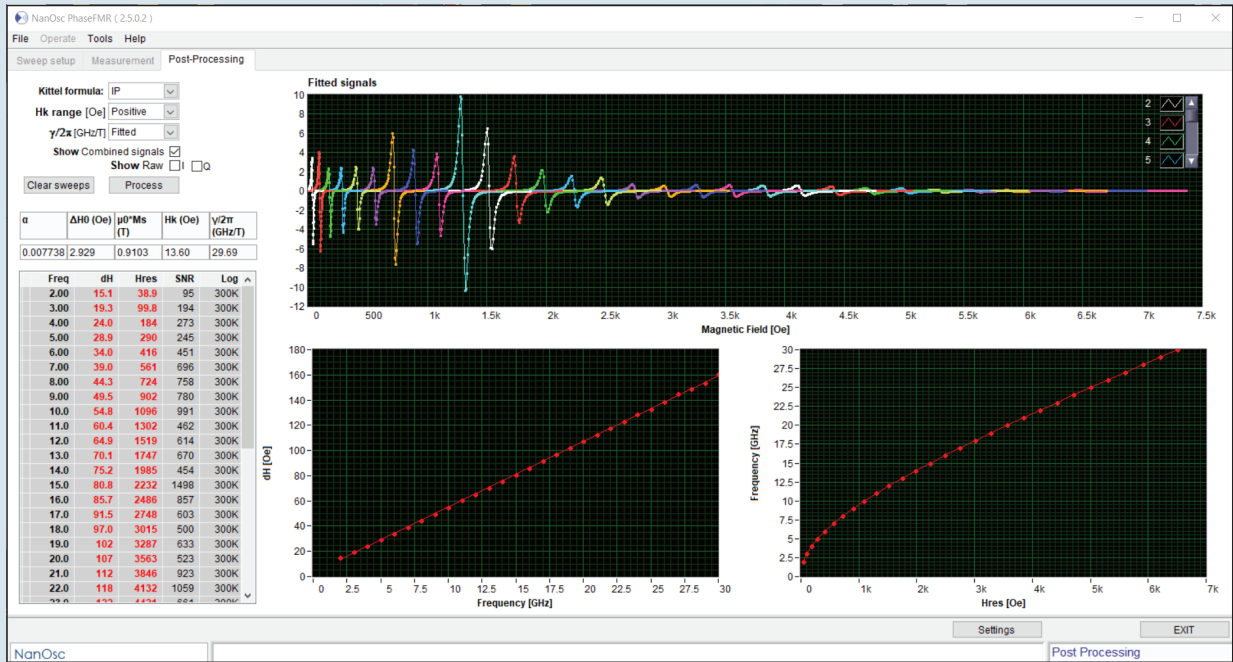 NanOsc PhaseFMR ( 2.5.0.2 )
File Operate Tools Help
Sweep setup Measurement Post-Processing
Kittel formula: IP
Hk range [Oe] Positive
γ/2π [GHz/T] Fitted
Show Combined signals
Show Raw I Q
Clear sweeps Process
α ΔH0 (Oe) μ0*Ms (T) Hk (Oe) γ/2π (GHz/T)
0.007738 2.929 0.9103 13.60 29.69
Freq dH Hres SNR Log
2.00 15.1 38.9 95 300K
3.00 19.3 99.8 194 300K
4.00 24.0 184 273 300K
5.00 28.9 290 245 300K
6.00 34.0 416 451 300K
7.00 39.0 561 696 300K
8.00 44.3 724 758 300K
9.00 49.5 902 780 300K
10.0 54.8 1096 991 300K
11.0 60.4 1302 462 300K
12.0 64.9 1519 614 300K
13.0 70.1 1747 670 300K
14.0 75.2 1985 454 300K
15.0 80.8 2232 1498 300K
16.0 85.7 2486 857 300K
17.0 91.5 2748 603 300K
18.0 97.0 3015 500 300K
19.0 102 3287 633 300K
20.0 107 3563 523 300K
21.0 112 3846 923 300K
22.0 118 4132 1059 300K
Fitted signals
10
8
6
4
2
0
-2
-4
-6
-8
-10
-12
2
3
4
5
0 500 1k 1.5k 2k 2.5k 3k 3.5k 4k 4.5k 5k 5.5k 6k 6.5k 7k 7.5k
Magnetic Field [Oe]
dH [Oe]
180
160
140
120
100
80
60
40
20
0
0 2.5 5 7.5 10 12.5 15 17.5 20 22.5 25 27.5 30
Frequency [GHz]
Frequency [GHz]
30
27.5
25
22.5
20
17.5
15
12.5
10
7.5
5
2.5
0
0 1k 2k 3k 4k 5k 6k 7k
Hres [Oe]
Settings EXIT
NanOsc Post Processing